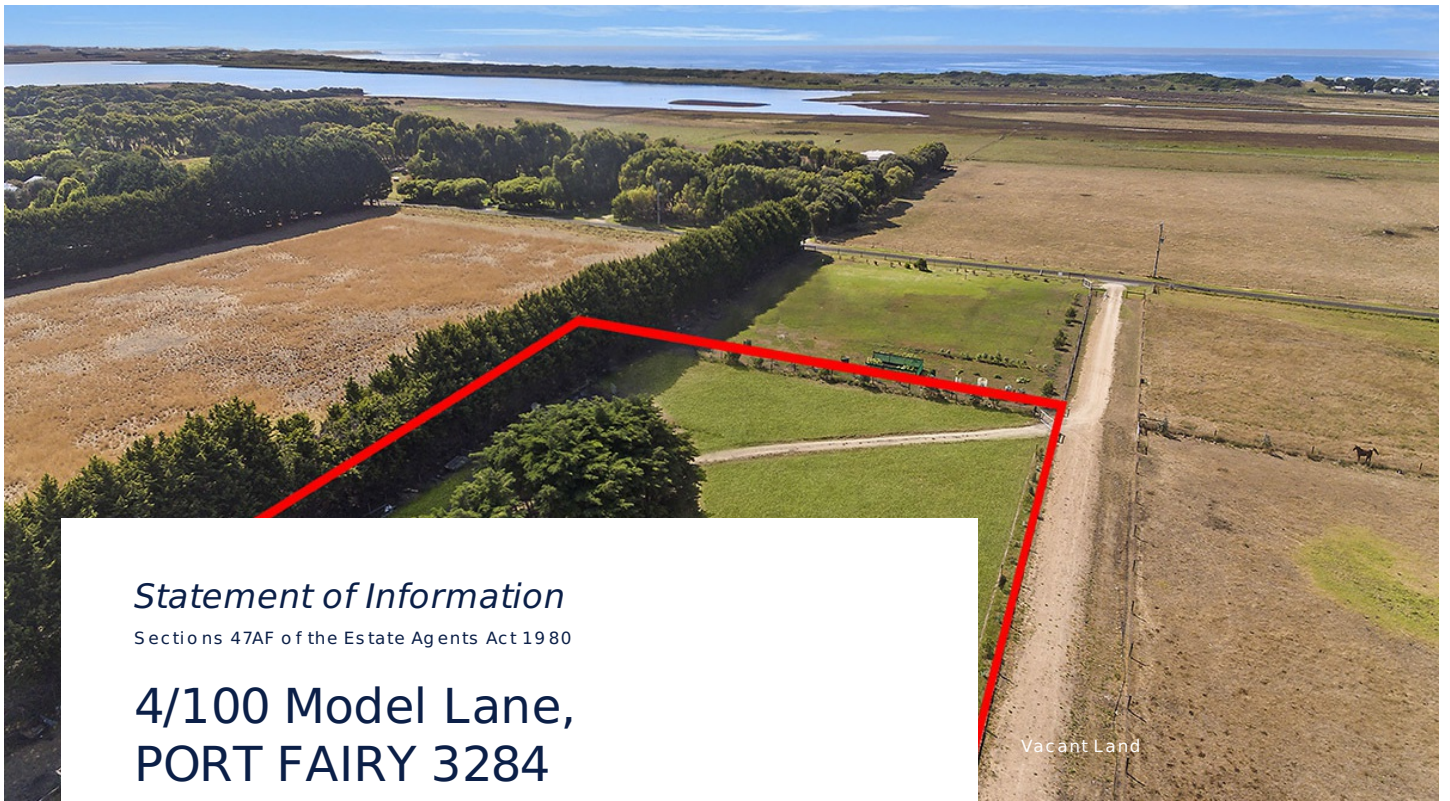 Statement of Information
Sections 47AF of the Estate Agents Act 1980
4/100 Model Lane,
PORT FAIRY 3284
Vacant Land